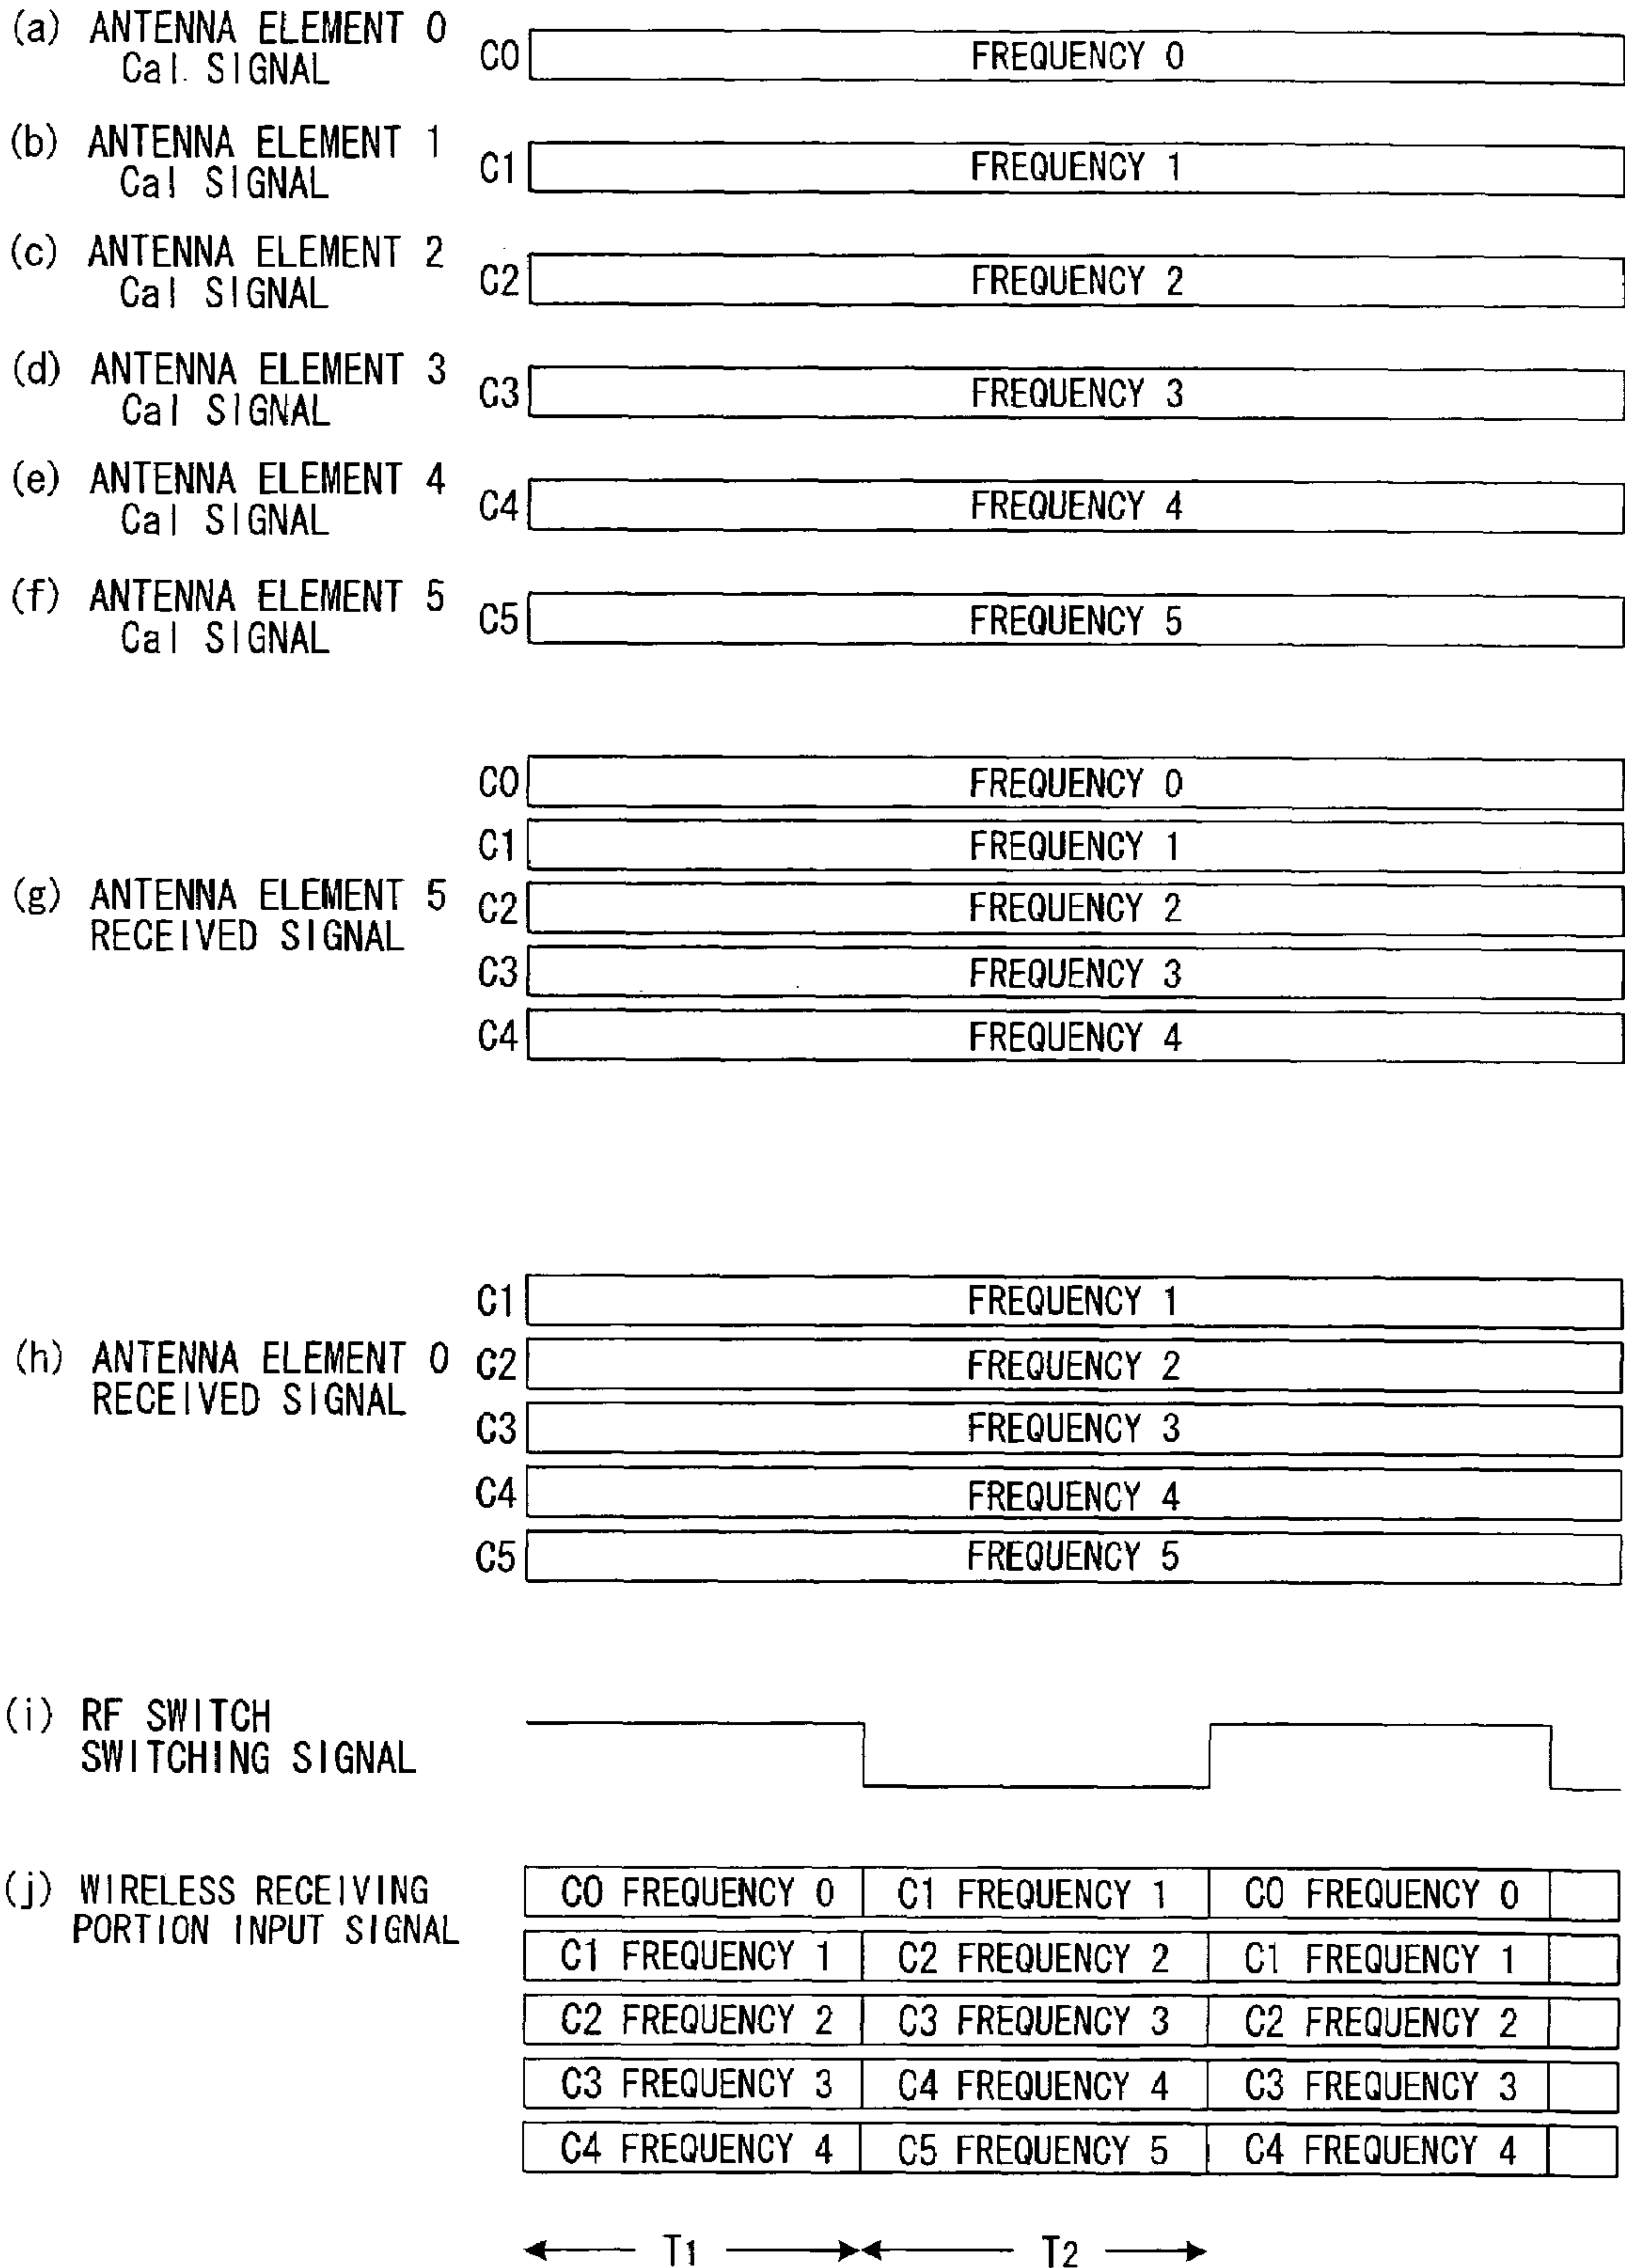 (a) ANTENNA ELEMENT 0
Cal. SIGNAL
C0 FREQUENCY 0
(b) ANTENNA ELEMENT 1
Cal SIGNAL
C1 FREQUENCY 1
(c) ANTENNA ELEMENT 2
Cal SIGNAL
C2 FREQUENCY 2
(d) ANTENNA ELEMENT 3
Cal SIGNAL
C3 FREQUENCY 3
(e) ANTENNA ELEMENT 4
Cal SIGNAL
C4 FREQUENCY 4
(f) ANTENNA ELEMENT 5
Cal SIGNAL
C5 FREQUENCY 5
(g) ANTENNA ELEMENT 5
RECEIVED SIGNAL
C0 FREQUENCY 0
C1 FREQUENCY 1
C2 FREQUENCY 2
C3 FREQUENCY 3
C4 FREQUENCY 4
(h) ANTENNA ELEMENT 0
RECEIVED SIGNAL
C1 FREQUENCY 1
C2 FREQUENCY 2
C3 FREQUENCY 3
C4 FREQUENCY 4
C5 FREQUENCY 5
(i) RF SWITCH
SWITCHING SIGNAL
(j) WIRELESS RECEIVING
PORTION INPUT SIGNAL
C0 FREQUENCY 0 C1 FREQUENCY 1 C0 FREQUENCY 0
C1 FREQUENCY 1 C2 FREQUENCY 2 C1 FREQUENCY 1
C2 FREQUENCY 2 C3 FREQUENCY 3 C2 FREQUENCY 2
C3 FREQUENCY 3 C4 FREQUENCY 4 C3 FREQUENCY 3
C4 FREQUENCY 4 C5 FREQUENCY 5 C4 FREQUENCY 4
T1 T2